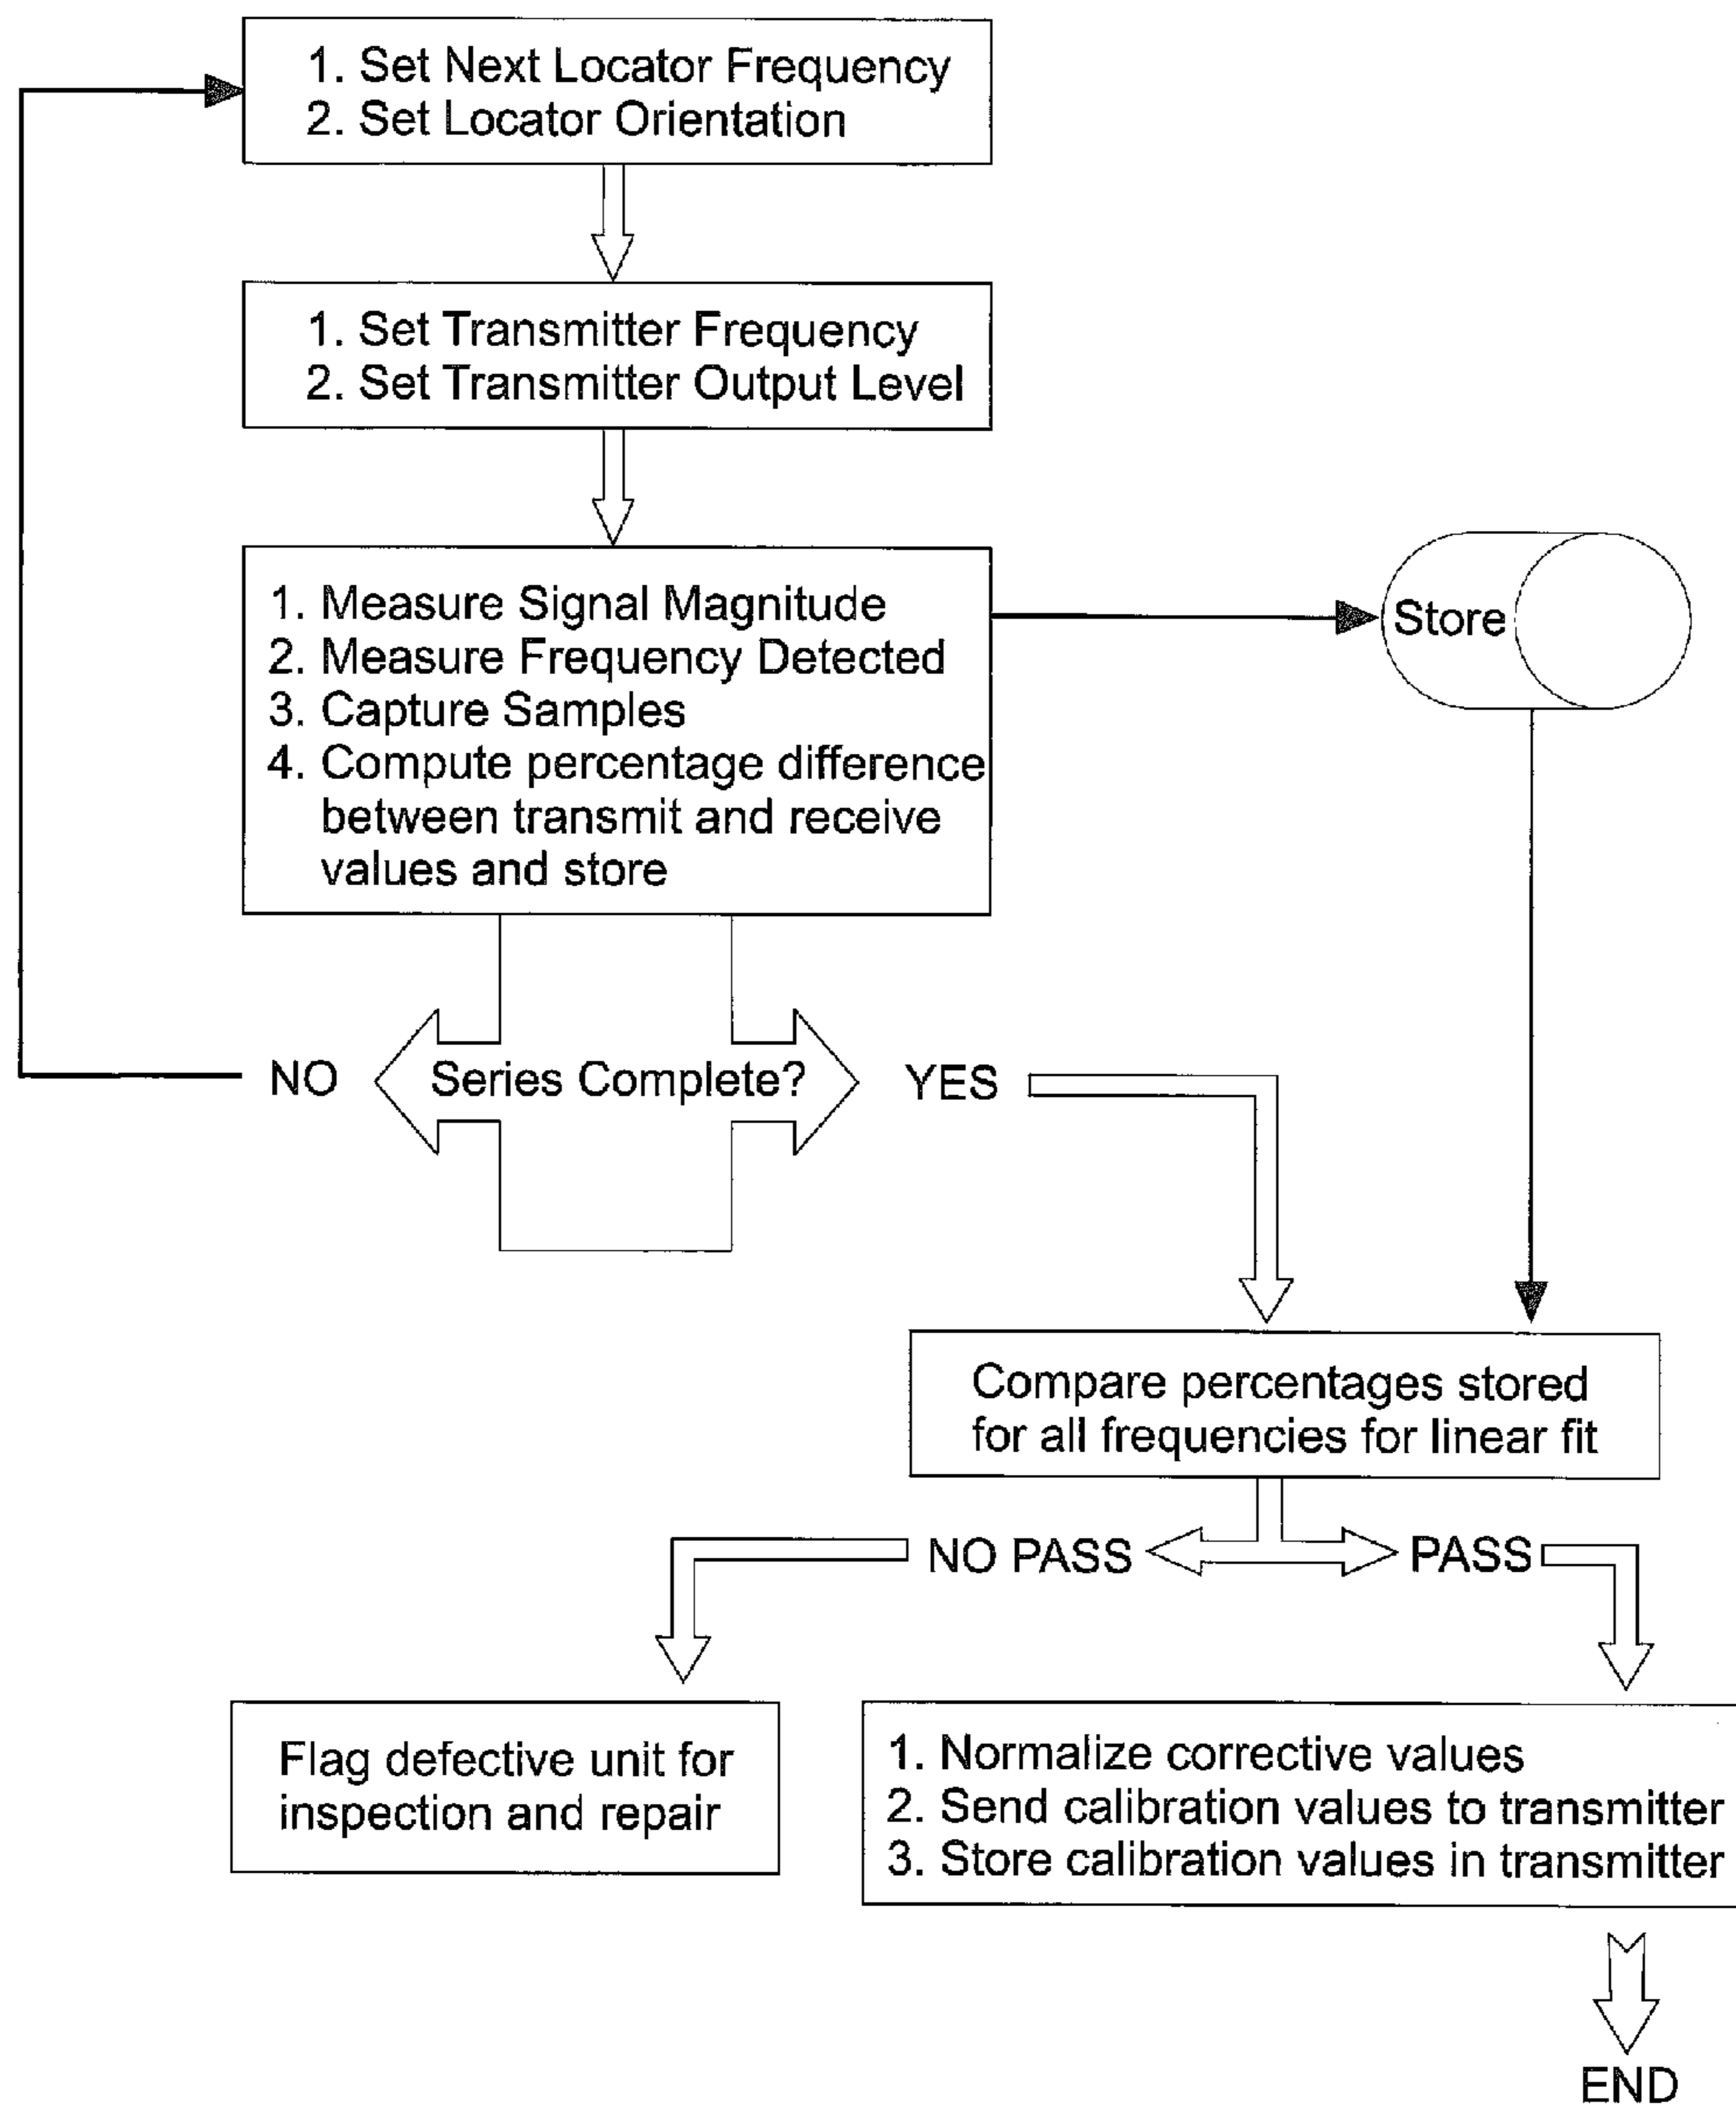 1. Set Next Locator Frequency
2. Set Locator Orientation
1. Set Transmitter Frequency
2. Set Transmitter Output Level
1. Measure Signal Magnitude
2. Measure Frequency Detected
3. Capture Samples
4. Compute percentage difference
between transmit and receive
values and store
Store
NO
Series Complete?
YES
Compare percentages stored
for all frequencies for linear fit
NO PASS
PASS
Flag defective unit for
inspection and repair
1. Normalize corrective values
2. Send calibration values to transmitter
3. Store calibration values in transmitter
END